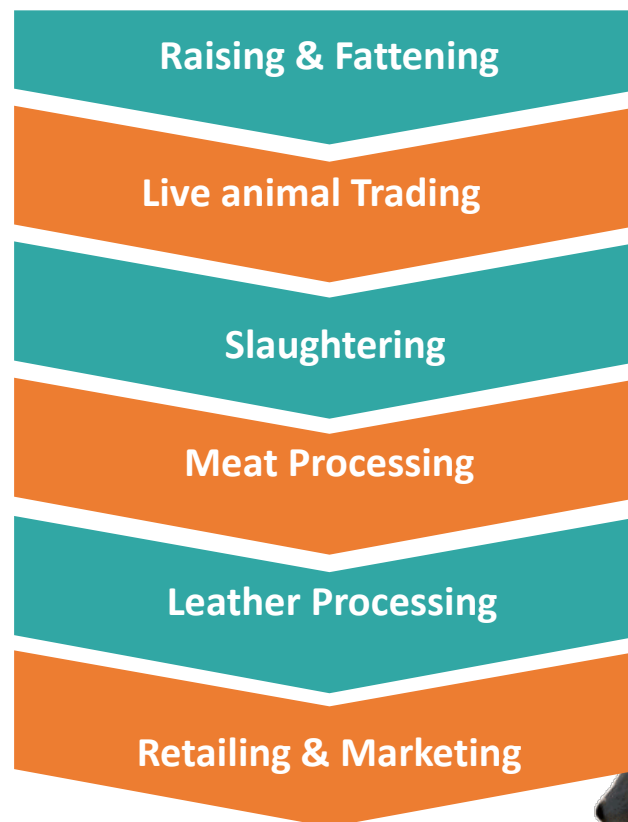 Raising & Fattening
Live animal Trading
Slaughtering
Meat Processing
Leather Processing
Retailing & Marketing